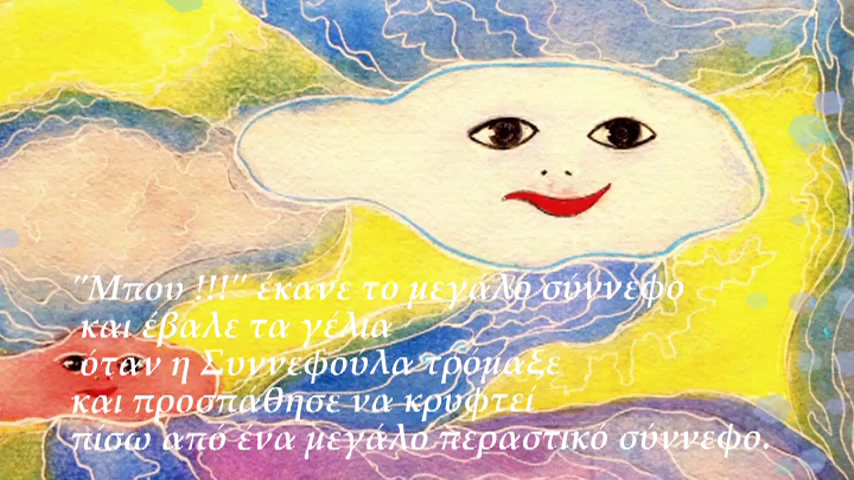 "Μπου !!!" έκανε το μεγάλο σύννεφο
και έβαλε τα γέλια
όταν η Συννεφούλα τρόμαξε
και προσπάθησε να κρυφτεί
πίσω από ένα μεγάλο περαστικό σύννεφο.